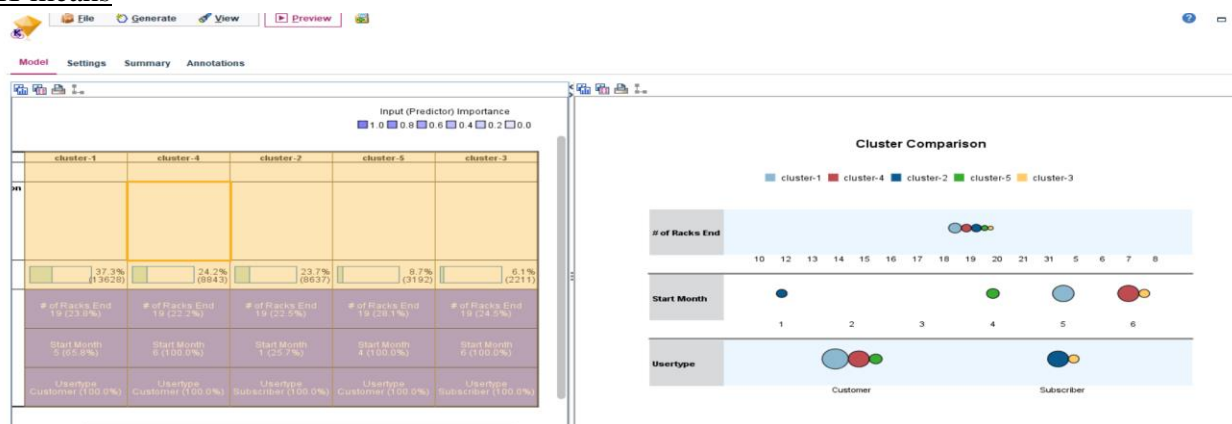 File Generate View Preview
Model Settings Summary Annotations
Input (Predictor) Importance
1.0 0.8 0.6 0.4 0.2 0.0
cluster-1 cluster-4 cluster-2 cluster-5 cluster-3
37.3% 24.2% 23.7% 8.7% 6.1%
(13628) (8843) (8637) (3192) (2211)
# of Racks End # of Racks End # of Racks End # of Racks End # of Racks End
19 (23.8%) 19 (22.2%) 19 (22.5%) 19 (28.1%) 19 (24.5%)
Start Month Start Month Start Month Start Month Start Month
5 (65.8%) 6 (100.0%) 1 (25.7%) 4 (100.0%) 6 (100.0%)
Usertype Usertype Usertype Usertype Usertype
Customer (100.0%) Customer (100.0%) Subscriber (100.0%) Customer (100.0%) Subscriber (100.0%)
Cluster Comparison
cluster-1 cluster-4 cluster-2 cluster-5 cluster-3
# of Racks End
10 12 13 14 15 16 17 18 19 20 21 31 5 6 7 8
Start Month
1 2 3 4 5 6
Usertype
Customer Subscriber